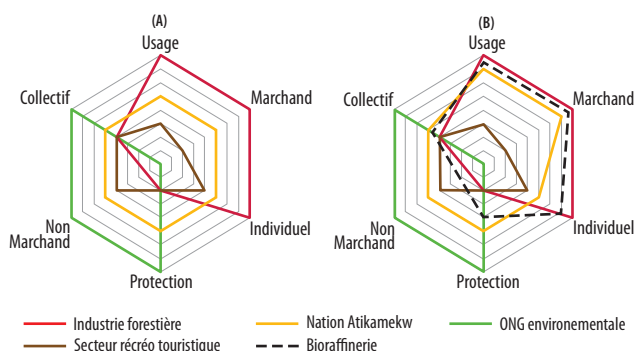 (A)
Usage
Collectif
Marchand
Non
Marchand
Individuel
Protection
(B)
Usage
Collectif
Marchand
Non
Marchand
Individuel
Protection
Industrie forestière
Nation Atikamekw
ONG environementale
Secteur récréo touristique
Bioraffinerie